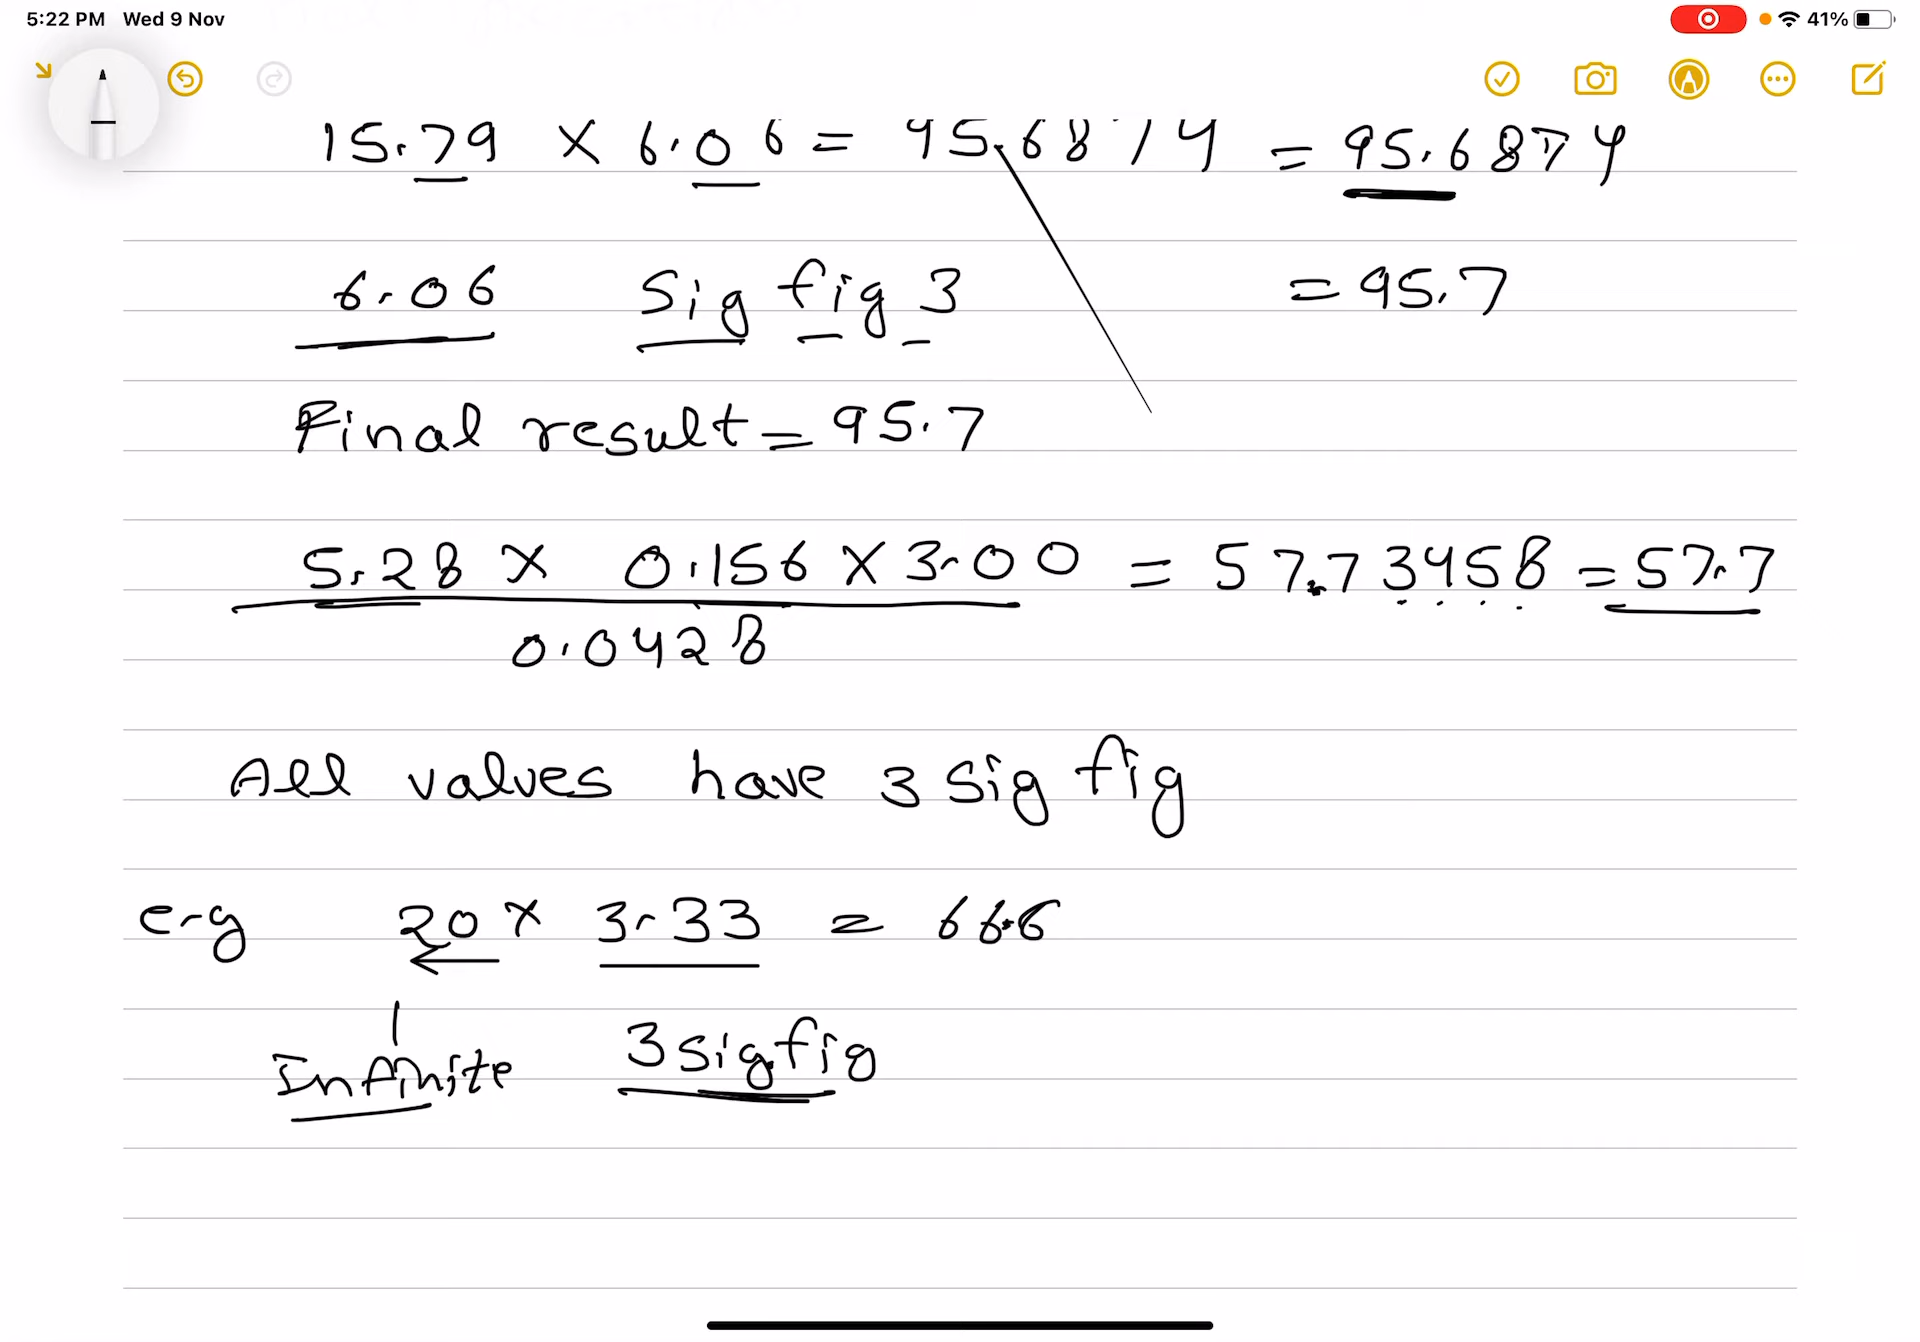 5:22 PM Wed 9 Nov 41%
15.79 × 6.06 = 95.6874 = 95.6874
6.06 Sig fig 3 = 95.7
Final result = 95.7
5.28 × 0.156 × 3.00 = 57.73458 = 57.7
0.0428
All values have 3 Sig fig
e-g 20 × 3.33 = 66.6
Infinite 3 sig fig